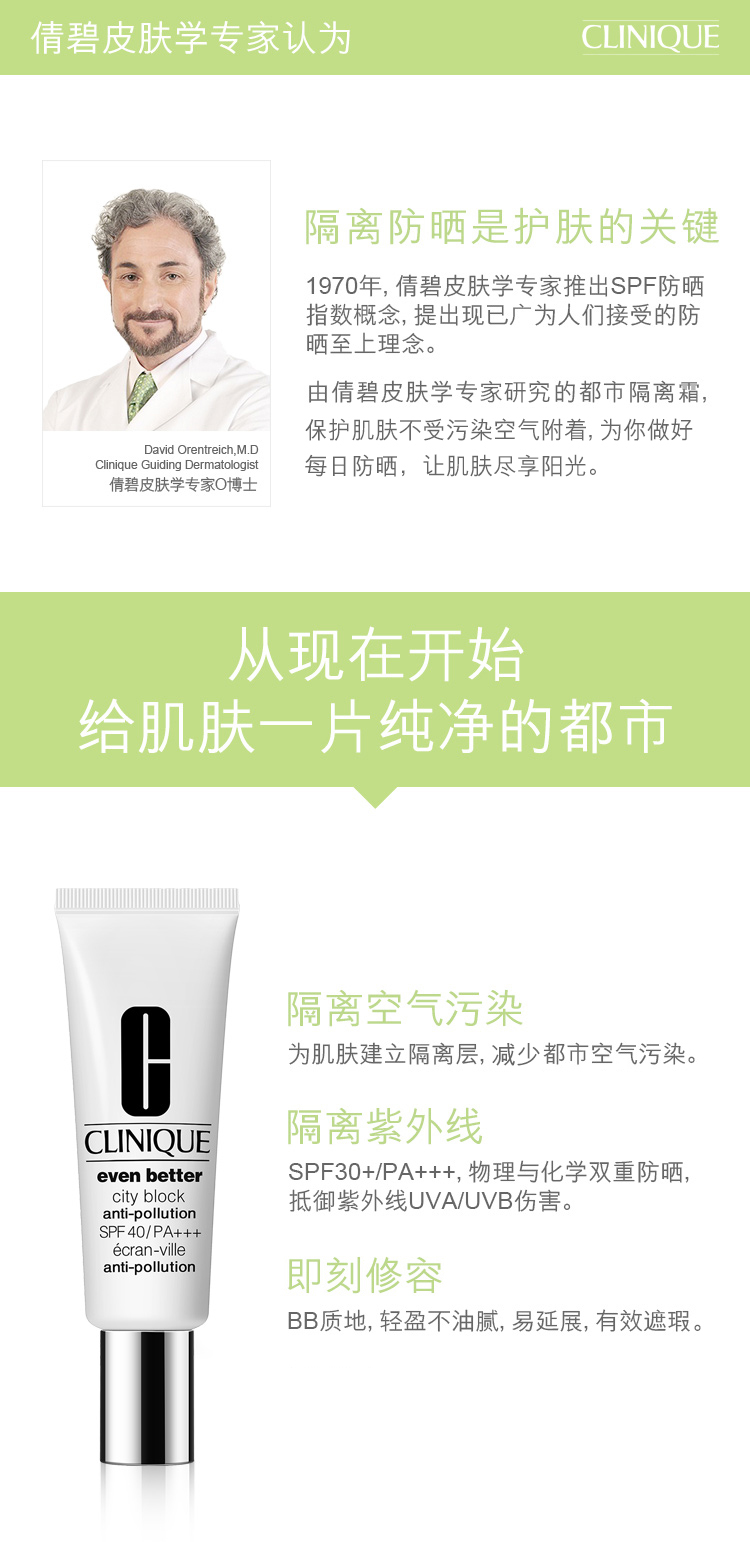 倩碧皮肤学专家认为
CLINIQUE
隔离防晒是护肤的关键
1970年, 倩碧皮肤学专家推出SPF防晒
指数概念, 提出现已广为人们接受的防
晒至上理念。
由倩碧皮肤学专家研究的都市隔离霜,
保护肌肤不受污染空气附着, 为你做好
每日防晒, 让肌肤尽享阳光。
David Orentreich,M.D
Clinique Guiding Dermatologist
倩碧皮肤学专家O博士
从现在开始
给肌肤一片纯净的都市
CLINIQUE
even better
city block
anti-pollution
SPF 40/PA+++
écran-ville
anti-pollution
隔离空气污染
为肌肤建立隔离层, 减少都市空气污染。
隔离紫外线
SPF30+/PA+++, 物理与化学双重防晒,
抵御紫外线UVA/UVB伤害。
即刻修容
BB质地, 轻盈不油腻, 易延展, 有效遮瑕。